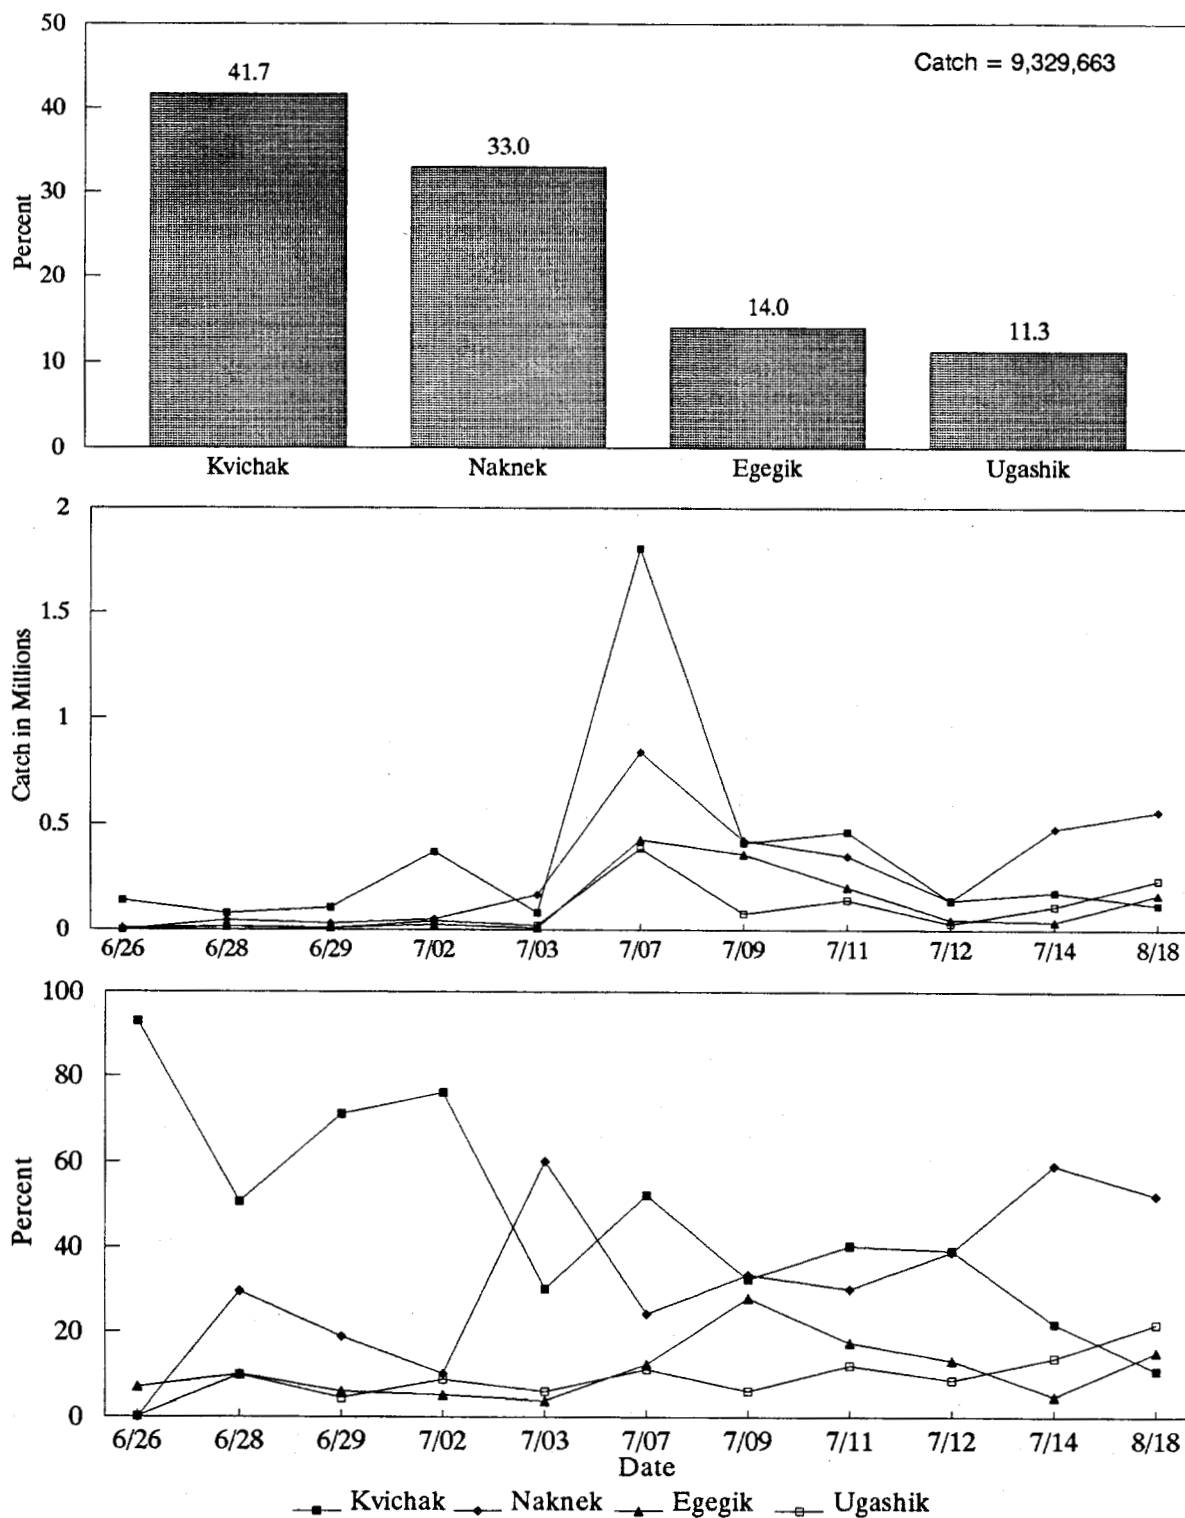 50
Catch = 9,329,663
41.7
40
33.0
30
Percent
20
14.0
11.3
10
0
Kvichak Naknek Egegik Ugashik
2
1.5
Catch in Millions
1
0.5
0
6/26 6/28 6/29 7/02 7/03 7/07 7/09 7/11 7/12 7/14 8/18
100
80
60
Percent
40
20
0
6/26 6/28 6/29 7/02 7/03 7/07 7/09 7/11 7/12 7/14 8/18
Date
Kvichak Naknek Egegik Ugashik